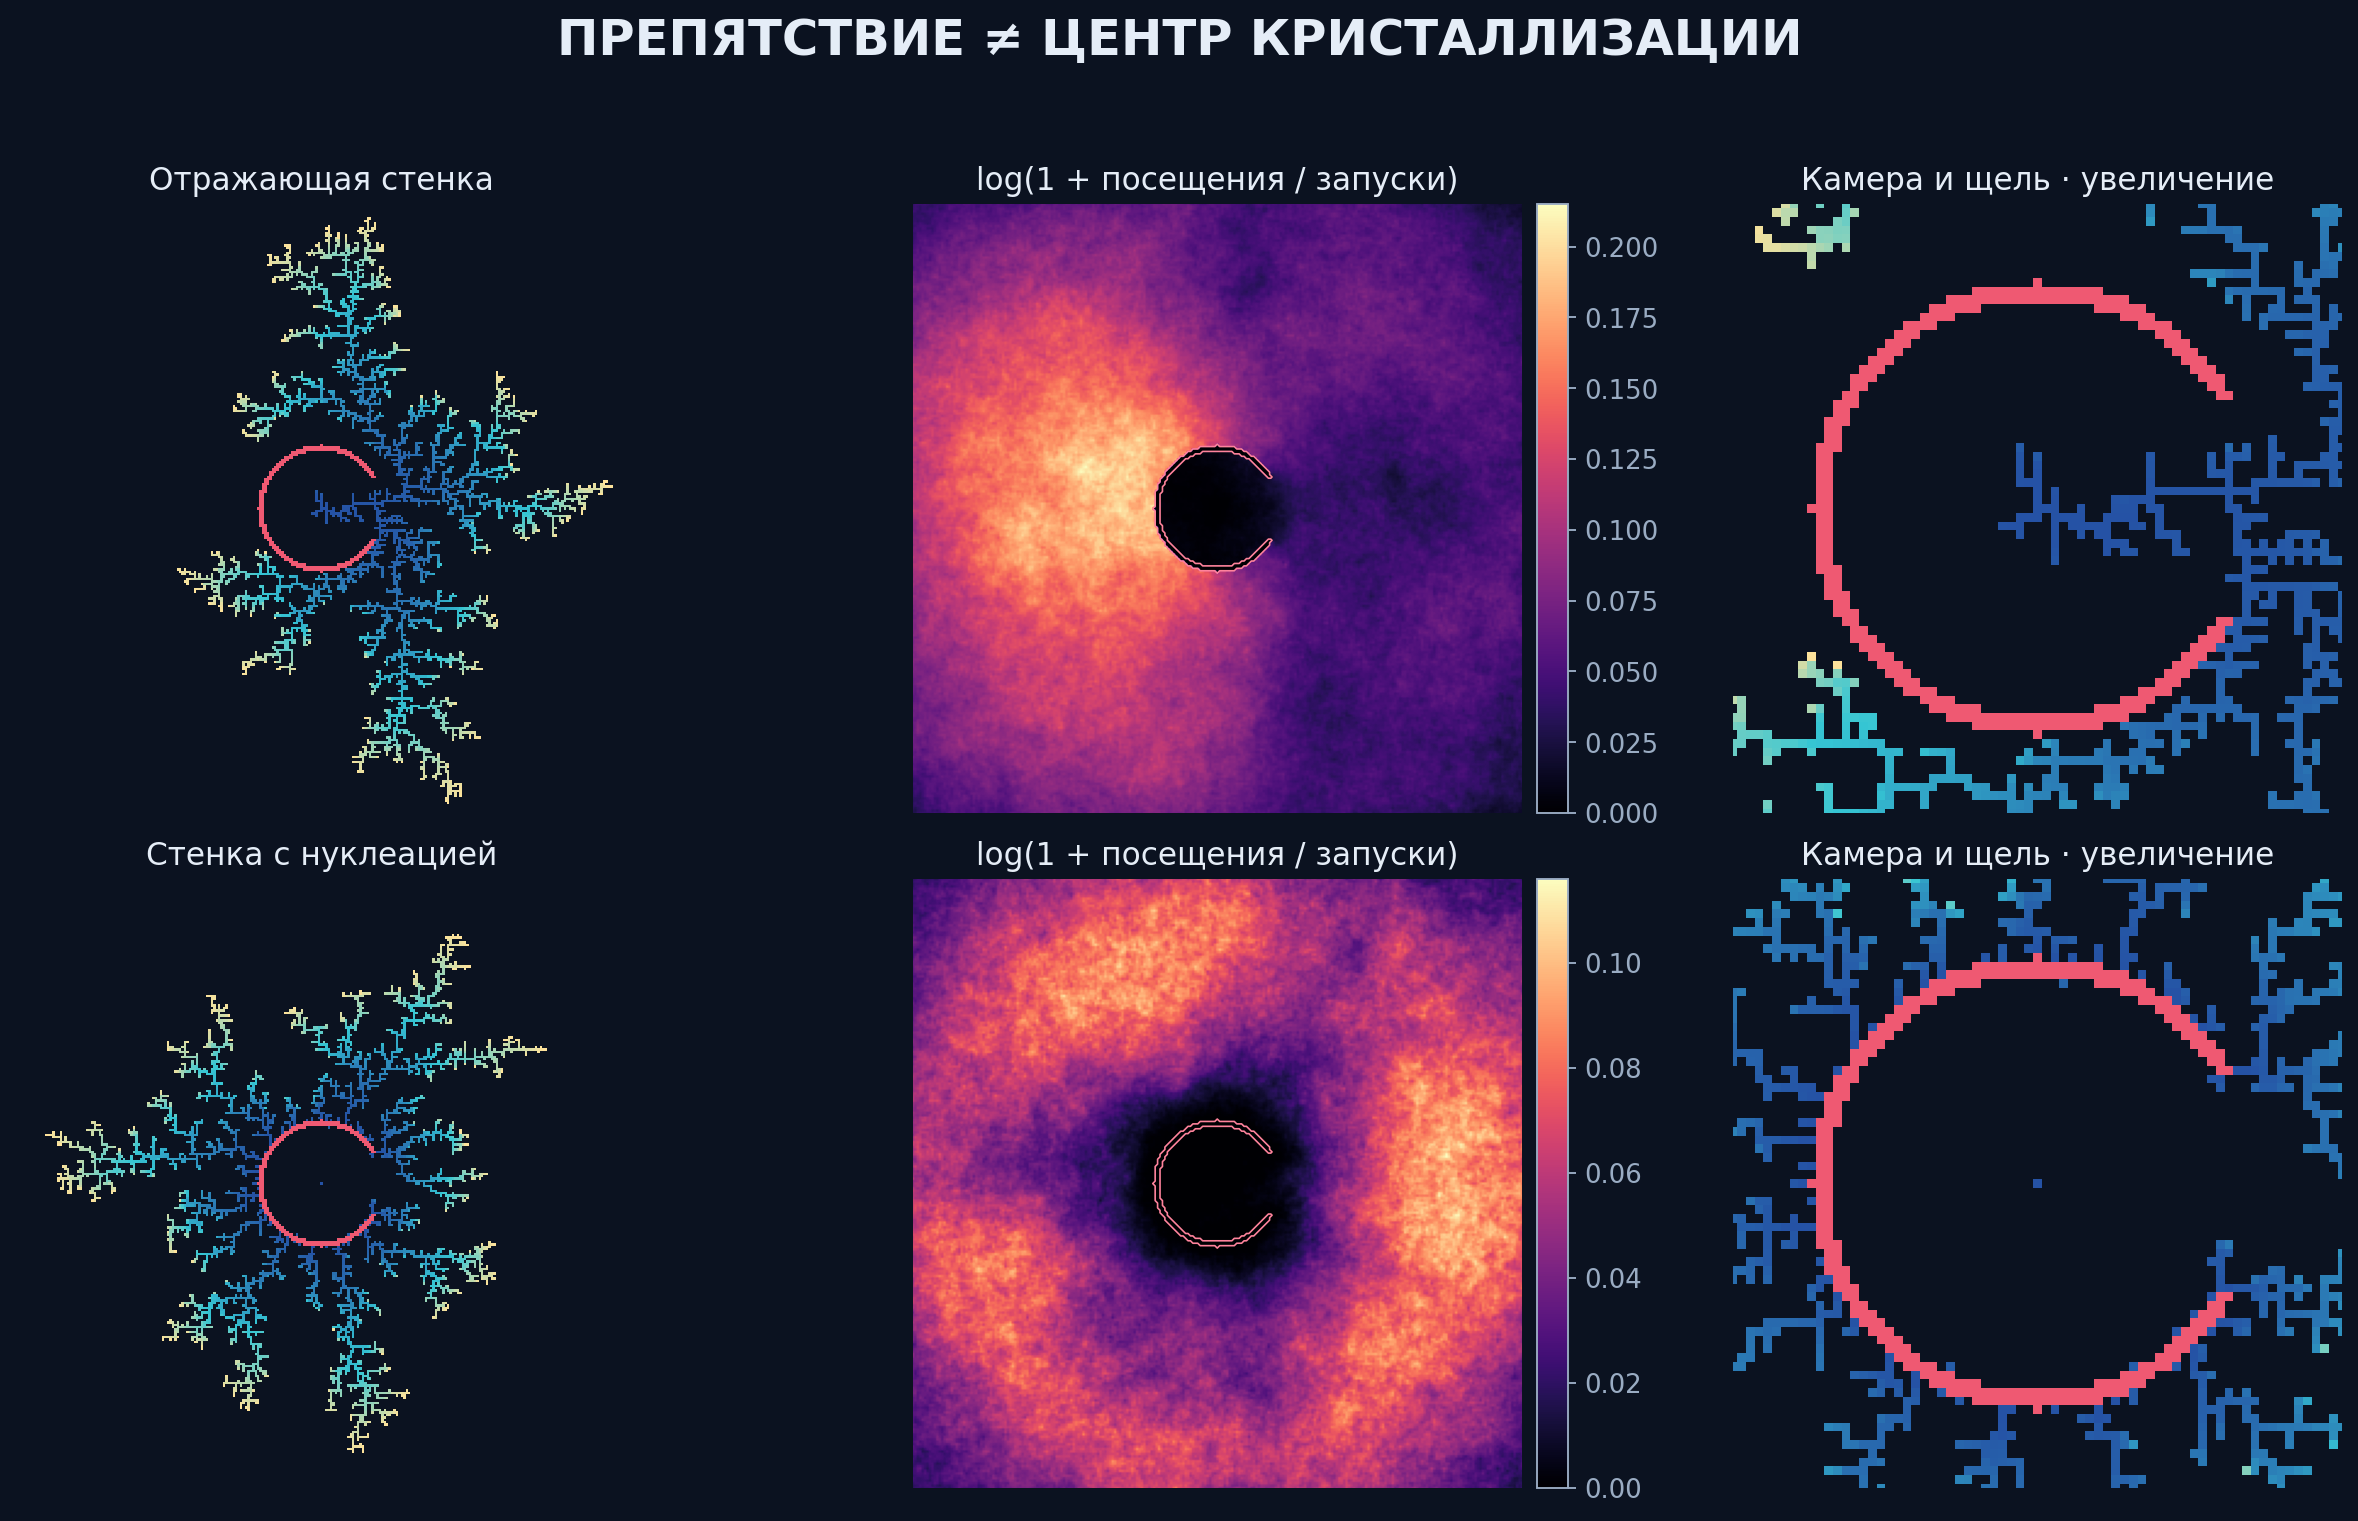 ПРЕПЯТСТВИЕ ≠ ЦЕНТР КРИСТАЛЛИЗАЦИИ
Отражающая стенка
log(1 + посещения / запуски)
Камера и щель · увеличение
0.200
0.175
0.150
0.125
0.100
0.075
0.050
0.025
0.000
Стенка с нуклеацией
log(1 + посещения / запуски)
Камера и щель · увеличение
0.10
0.08
0.06
0.04
0.02
0.00